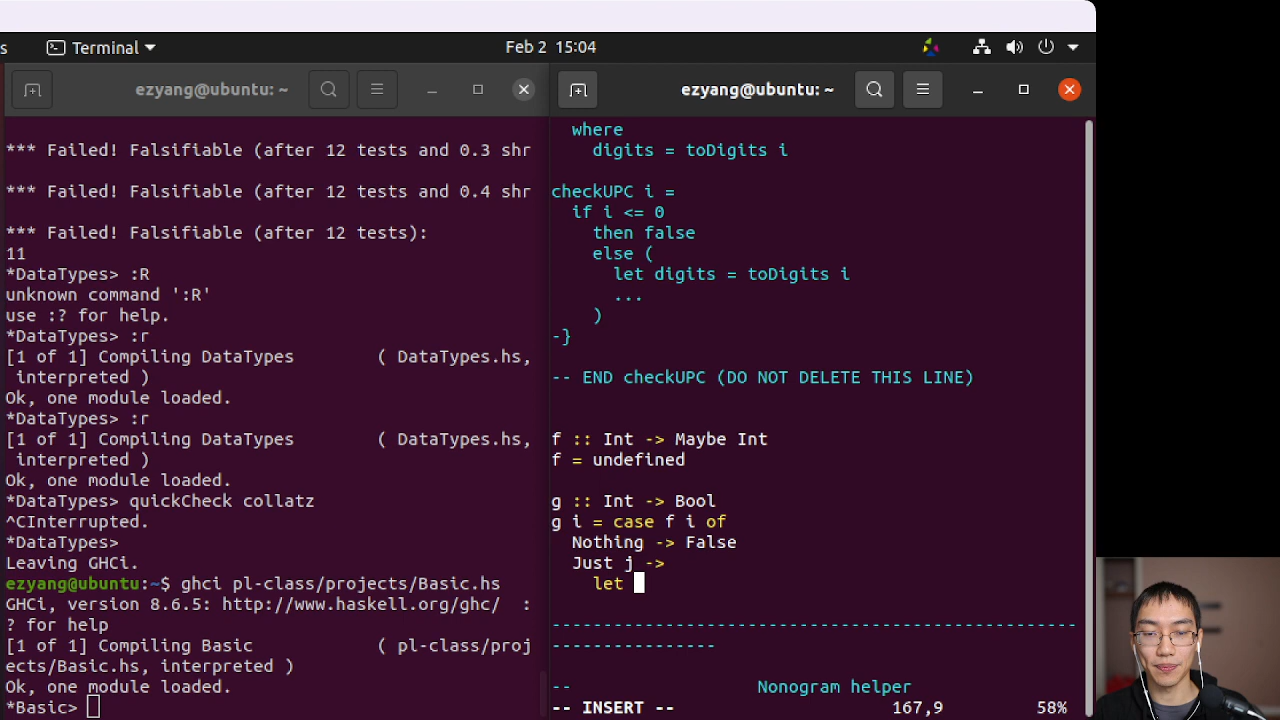 s Terminal Feb 2 15:04
ezyang@ubuntu: ~
*** Failed! Falsifiable (after 12 tests and 0.3 shr
*** Failed! Falsifiable (after 12 tests and 0.4 shr
*** Failed! Falsifiable (after 12 tests):
11
*DataTypes> :R
unknown command ':R'
use :? for help.
*DataTypes> :r
[1 of 1] Compiling DataTypes        ( DataTypes.hs,
 interpreted )
Ok, one module loaded.
*DataTypes> :r
[1 of 1] Compiling DataTypes        ( DataTypes.hs,
 interpreted )
Ok, one module loaded.
*DataTypes> quickCheck collatz
^CInterrupted.
*DataTypes>
Leaving GHCi.
ezyang@ubuntu:~$ ghci pl-class/projects/Basic.hs
GHCi, version 8.6.5: http://www.haskell.org/ghc/  :
? for help
[1 of 1] Compiling Basic            ( pl-class/proj
ects/Basic.hs, interpreted )
Ok, one module loaded.
*Basic>
ezyang@ubuntu: ~
  where
    digits = toDigits i
checkUPC i =
  if i <= 0
    then false
    else (
      let digits = toDigits i
      ...
    )
-}
-- END checkUPC (DO NOT DELETE THIS LINE)
f :: Int -> Maybe Int
f = undefined
g :: Int -> Bool
g i = case f i of
  Nothing -> False
  Just j ->
    let
---------------------------------------------------
----------------
--                  Nonogram helper
-- INSERT --                     167,9         58%